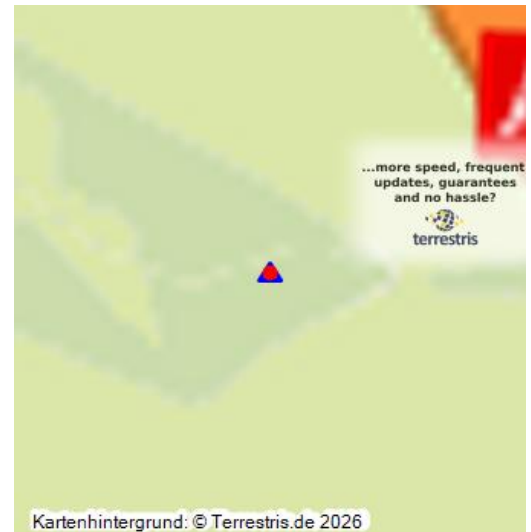 ...more speed, frequent
updates, guarantees
and no hassle?
terrestris
Kartenhintergrund: © Terrestris.de 2026